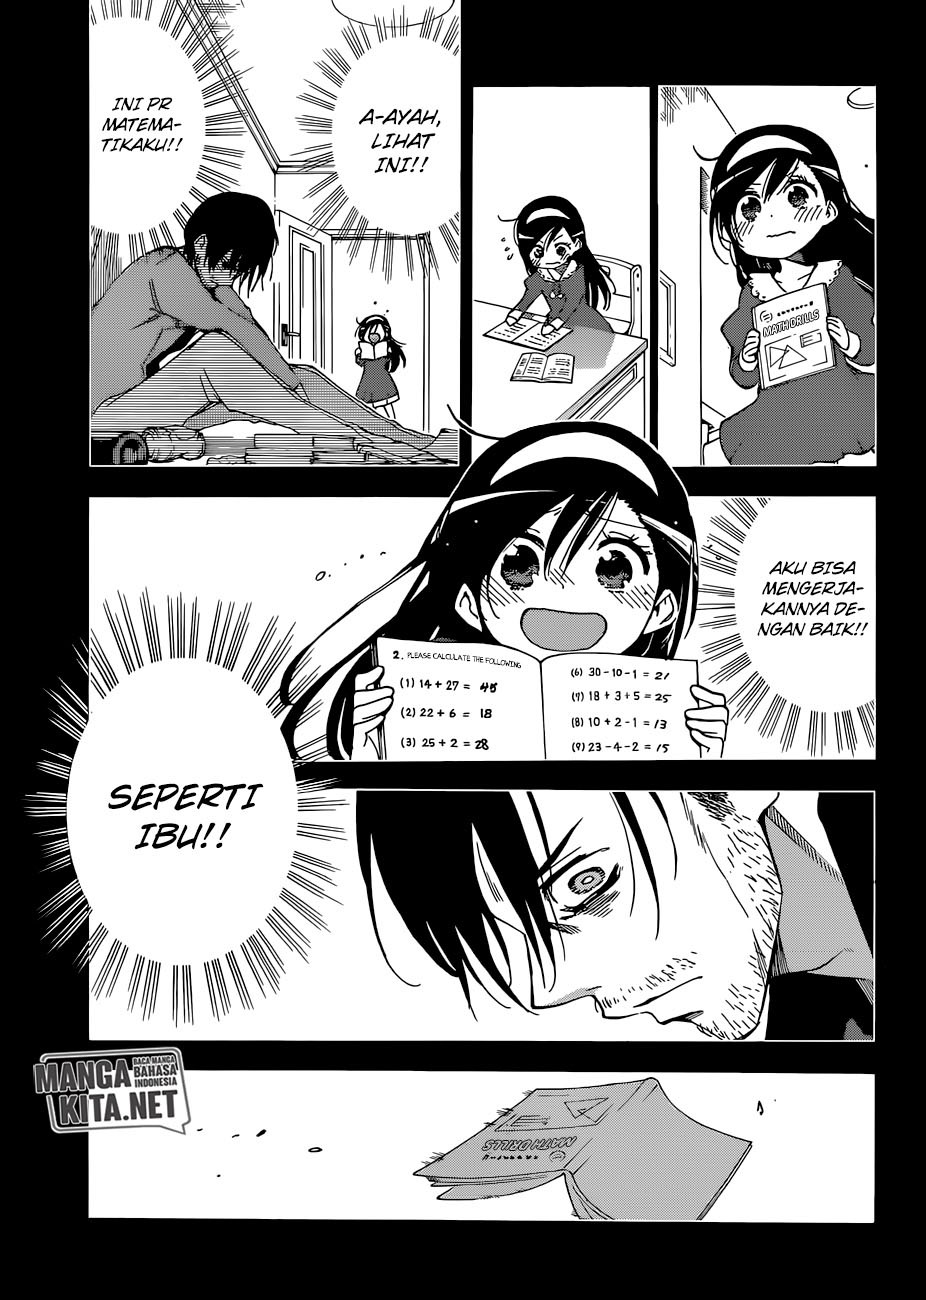 A-AYAH,
LIHAT
INI!!
INI PR
MATEMA-
TIKAKU!!
MATH DRILLS
AKU BISA
MENGERJA-
KANNYA DE-
NGAN BAIK!!
2. PLEASE CALCULATE THE FOLLOWING
(1) 14 + 27 = 45
(2) 22 + 6 = 18
(3) 25 + 2 = 28
(6) 30 - 10 - 1 = 21
(7) 18 + 3 + 5 = 25
(8) 10 + 2 - 1 = 13
(9) 23 - 4 - 2 = 15
SEPERTI
IBU!!
MATH DRILLS
MANGA
KITA.NET
BACA MANGA
BAHASA
INDONESIA